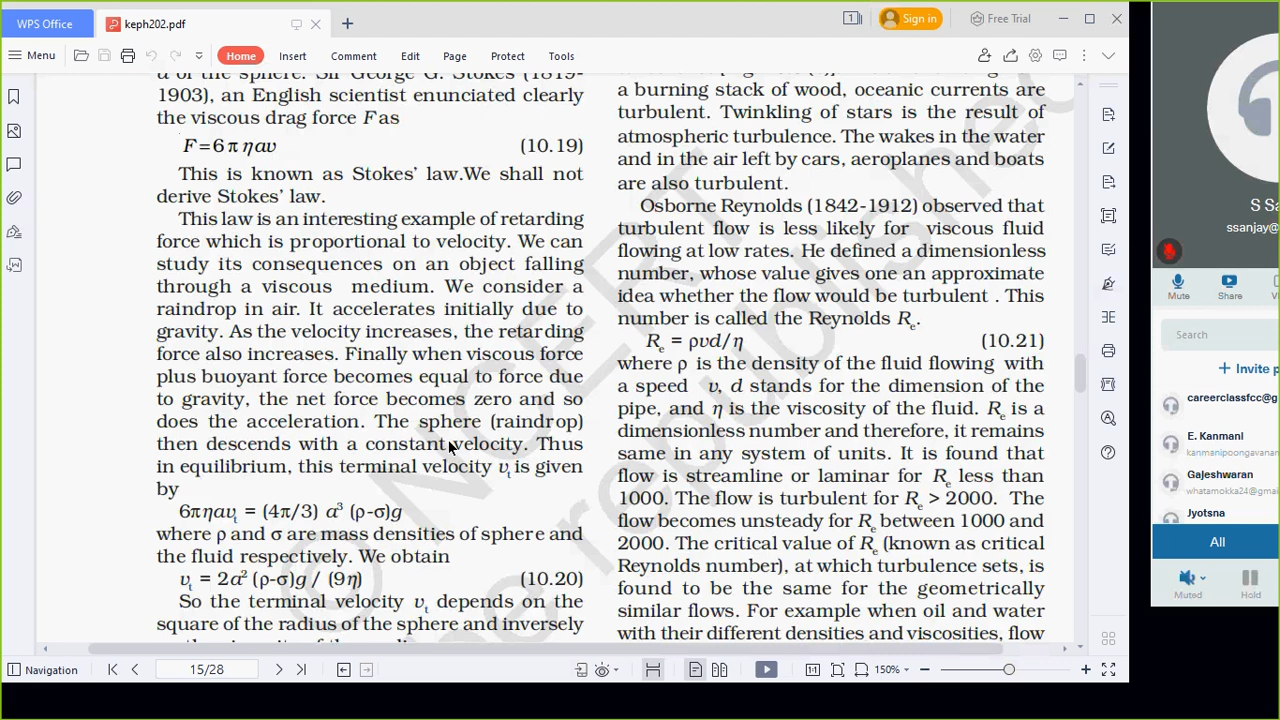 WPS Office
keph202.pdf
Sign in
Free Trial
Menu
Home
Insert
Comment
Edit
Page
Protect
Tools
a of the sphere. Sir George G. Stokes (1819-
1903), an English scientist enunciated clearly
the viscous drag force F as
F = 6 π ηav (10.19)
This is known as Stokes’ law.We shall not
derive Stokes’ law.
This law is an interesting example of retarding
force which is proportional to velocity. We can
study its consequences on an object falling
through a viscous medium. We consider a
raindrop in air. It accelerates initially due to
gravity. As the velocity increases, the retarding
force also increases. Finally when viscous force
plus buoyant force becomes equal to force due
to gravity, the net force becomes zero and so
does the acceleration. The sphere (raindrop)
then descends with a constant velocity. Thus
in equilibrium, this terminal velocity vt is given
by
6πηavt = (4π/3) a³ (ρ-σ)g
where ρ and σ are mass densities of sphere and
the fluid respectively. We obtain
vt = 2a² (ρ-σ)g / (9η) (10.20)
So the terminal velocity vt depends on the
square of the radius of the sphere and inversely
a burning stack of wood, oceanic currents are
turbulent. Twinkling of stars is the result of
atmospheric turbulence. The wakes in the water
and in the air left by cars, aeroplanes and boats
are also turbulent.
Osborne Reynolds (1842-1912) observed that
turbulent flow is less likely for viscous fluid
flowing at low rates. He defined a dimensionless
number, whose value gives one an approximate
idea whether the flow would be turbulent . This
number is called the Reynolds Re.
Re = ρvd/η (10.21)
where ρ is the density of the fluid flowing with
a speed v, d stands for the dimension of the
pipe, and η is the viscosity of the fluid. Re is a
dimensionless number and therefore, it remains
same in any system of units. It is found that
flow is streamline or laminar for Re less than
1000. The flow is turbulent for Re > 2000. The
flow becomes unsteady for Re between 1000 and
2000. The critical value of Re (known as critical
Reynolds number), at which turbulence sets, is
found to be the same for the geometrically
similar flows. For example when oil and water
with their different densities and viscosities, flow
© NCERT
be republished
Navigation
15/28
150%
S Sa
ssanjay@
Mute
Share
Search
+ Invite p
careerclassfcc@g
E. Kanmani
kanmanipoongavanan
Gajeshwaran
whatamokka24@gmai
Jyotsna
All
Muted
Hold